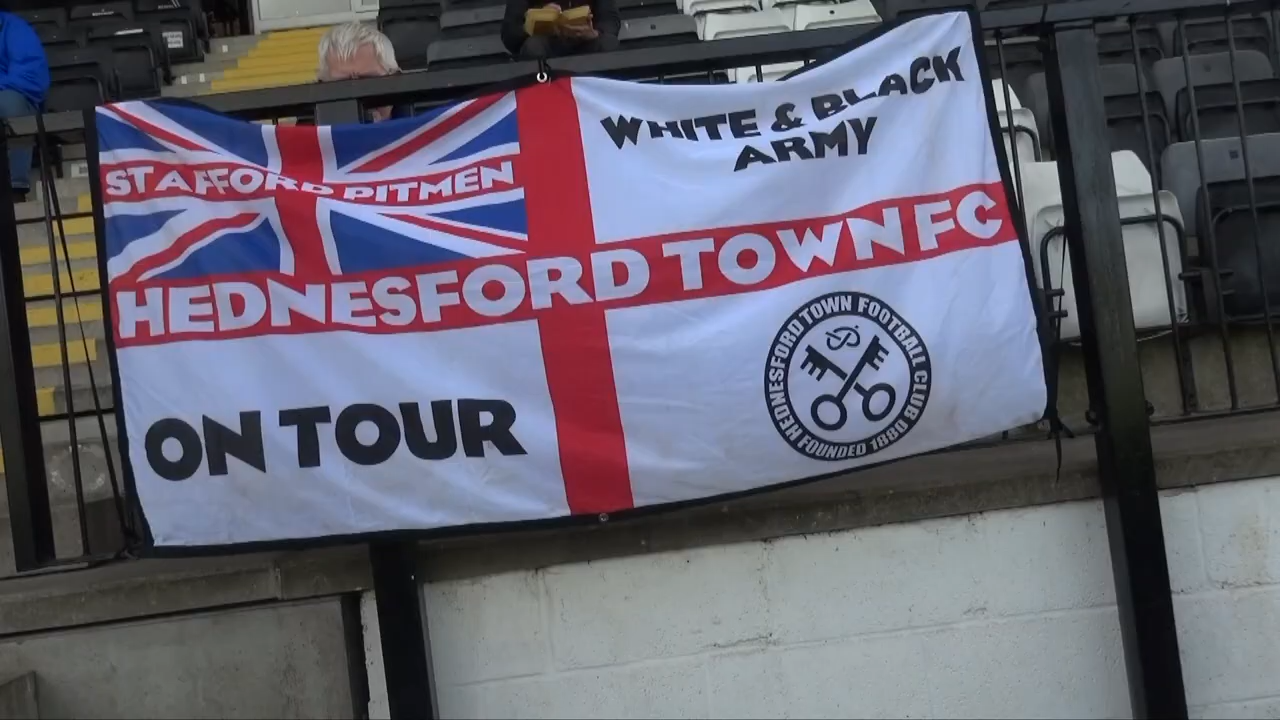 WHITE & BLACK
ARMY
STAFFORD PITMEN
HEDNESFORD TOWN FC
ON TOUR
HEDNESFORD TOWN FOOTBALL CLUB
FOUNDED 1880